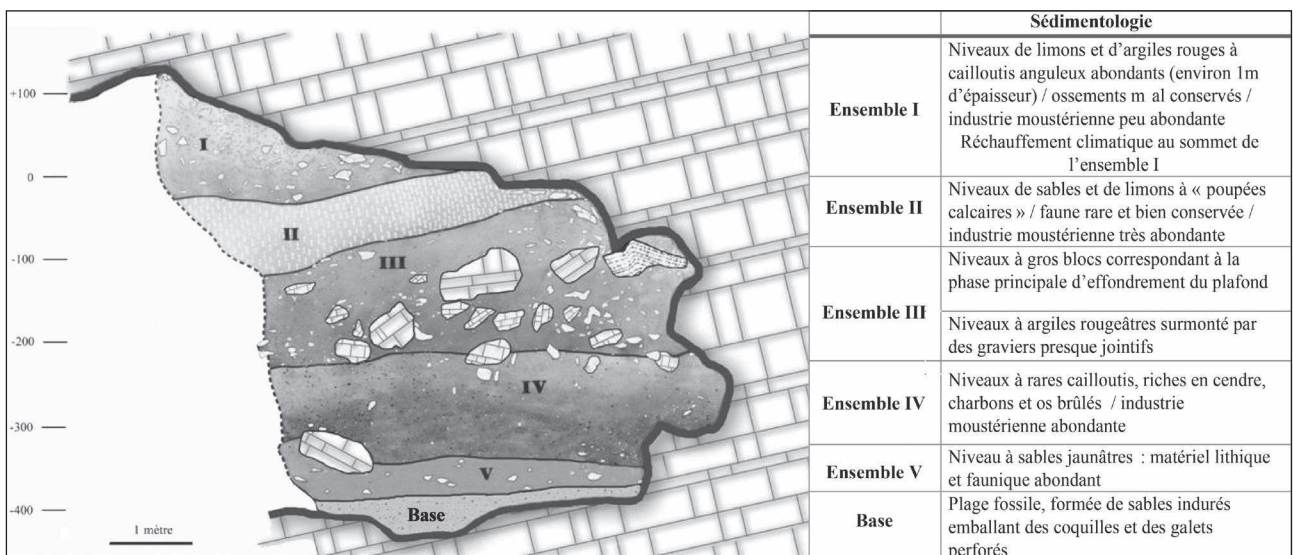 +100
0
-100
-200
-300
-400
I
II
III
IV
V
Base
1 mètre
Sédimentologie
Ensemble I
Niveaux de limons et d'argiles rouges à
cailloutis anguleux abondants (environ 1m
d'épaisseur) / ossements m al conservés /
industrie moustérienne peu abondante
Réchauffement climatique au sommet de
l'ensemble I
Ensemble II
Niveaux de sables et de limons à « poupées
calcaires » / faune rare et bien conservée /
industrie moustérienne très abondante
Ensemble III
Niveaux à gros blocs correspondant à la
phase principale d'effondrement du plafond
Niveaux à argiles rougeâtres surmonté par
des graviers presque jointifs
Ensemble IV
Niveaux à rares cailloutis, riches en cendre,
charbons et os brûlés / industrie
moustérienne abondante
Ensemble V
Niveau à sables jaunâtres : matériel lithique
et faunique abondant
Base
Plage fossile, formée de sables indurés
emballant des coquilles et des galets
perforés